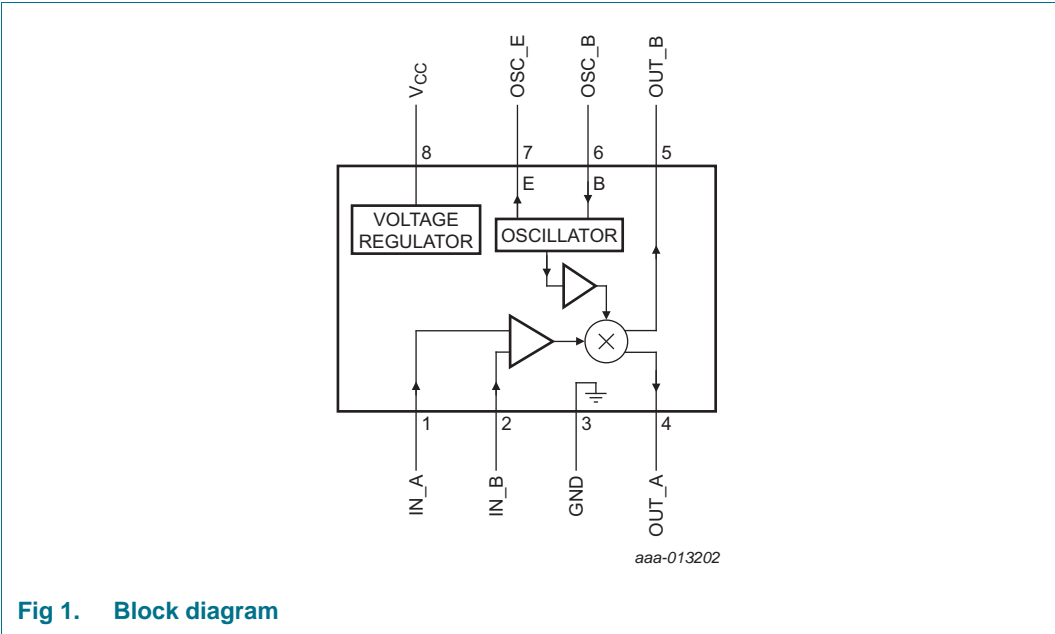 VCC
OSC_E
OSC_B
OUT_B
8
7
6
5
E
B
VOLTAGE
REGULATOR
OSCILLATOR
1
2
3
4
IN_A
IN_B
GND
OUT_A
aaa-013202
Fig 1. Block diagram